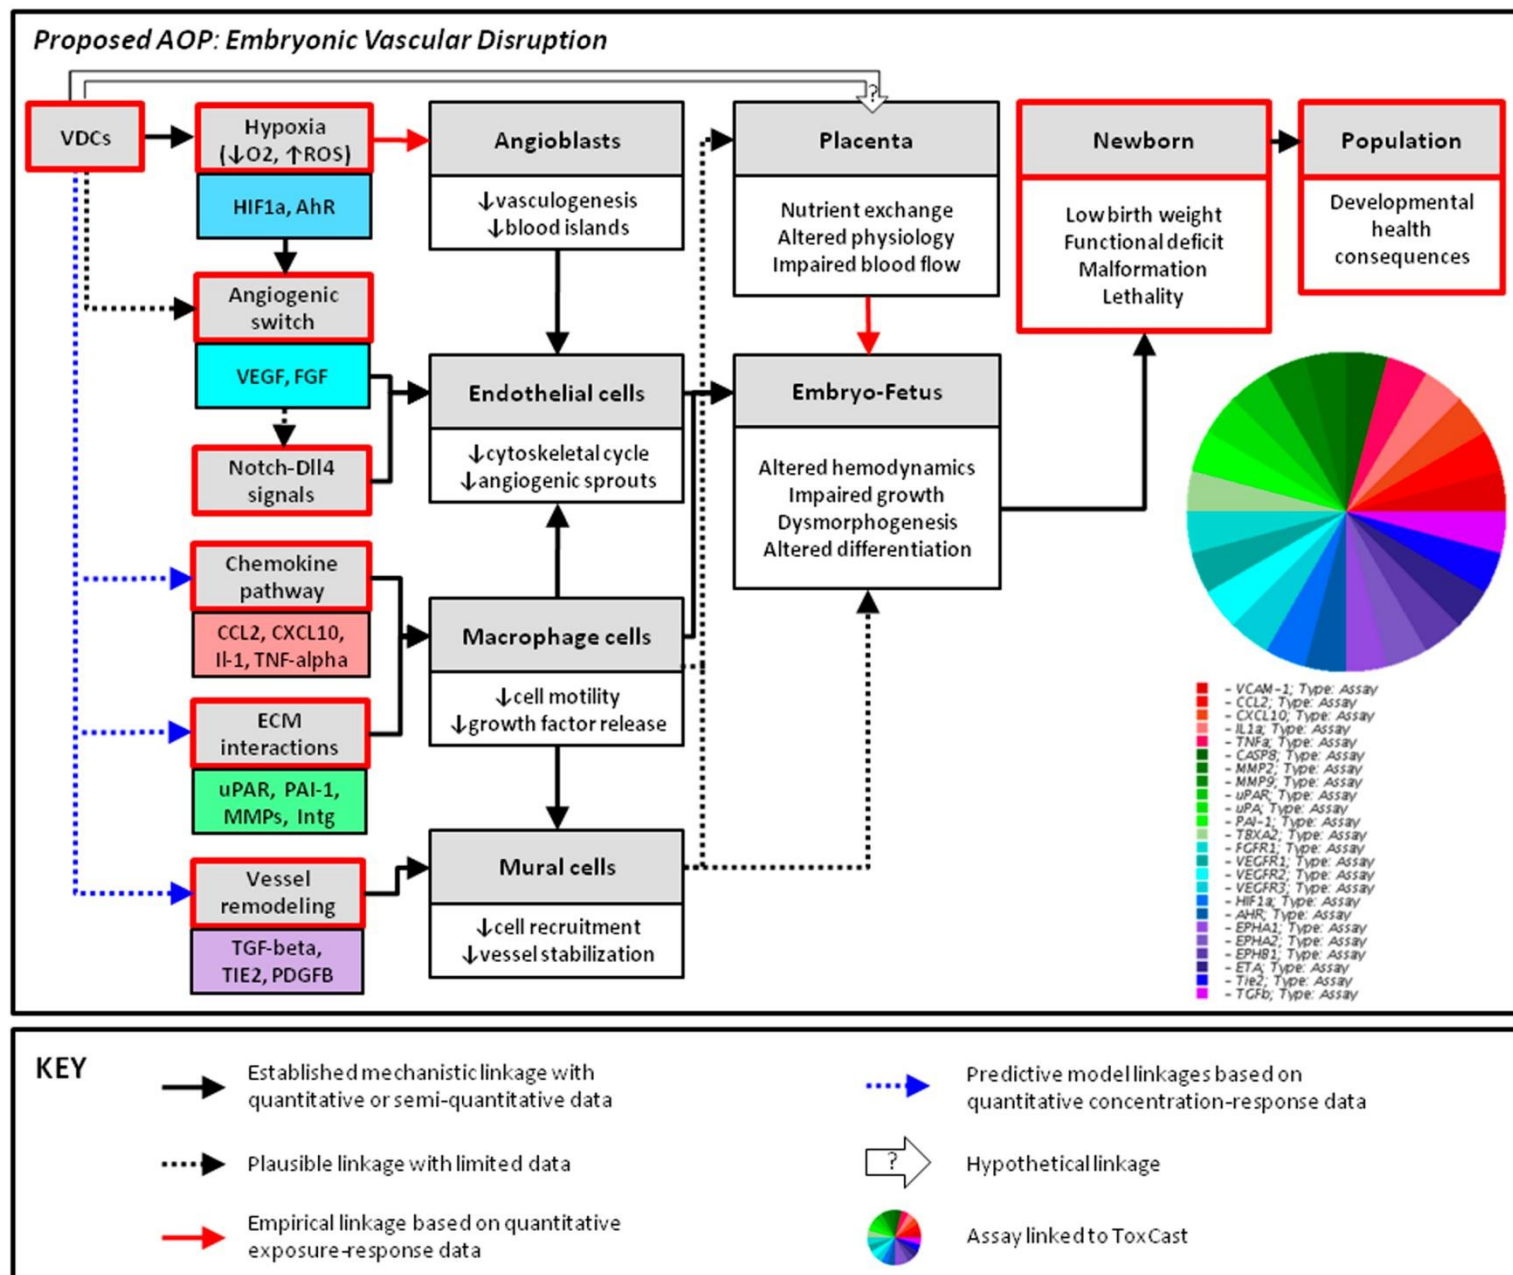 Proposed AOP: Embryonic Vascular Disruption
?
VDCs
Hypoxia
(↓O2, ↑ROS)
HIF1a, AhR
Angiogenic
switch
VEGF, FGF
Notch-Dll4
signals
Chemokine
pathway
CCL2, CXCL10,
Il-1, TNF-alpha
ECM
interactions
uPAR, PAI-1,
MMPs, Intg
Vessel
remodeling
TGF-beta,
TIE2, PDGFB
Angioblasts
↓vasculogenesis
↓blood islands
Endothelial cells
↓cytoskeletal cycle
↓angiogenic sprouts
Macrophage cells
↓cell motility
↓growth factor release
Mural cells
↓cell recruitment
↓vessel stabilization
Placenta
Nutrient exchange
Altered physiology
Impaired blood flow
Embryo-Fetus
Altered hemodynamics
Impaired growth
Dysmorphogenesis
Altered differentiation
Newborn
Low birth weight
Functional deficit
Malformation
Lethality
Population
Developmental
health
consequences
- VCAM-1; Type: Assay
- CCL2; Type: Assay
- CXCL10; Type: Assay
- IL1a; Type: Assay
- TNFa; Type: Assay
- CASP8; Type: Assay
- MMP2; Type: Assay
- MMP9; Type: Assay
- uPAR; Type: Assay
- uPA; Type: Assay
- PAI-1; Type: Assay
- TBXA2; Type: Assay
- FGFR1; Type: Assay
- VEGFR1; Type: Assay
- VEGFR2; Type: Assay
- VEGFR3; Type: Assay
- HIF1a; Type: Assay
- AHR; Type: Assay
- EPHA1; Type: Assay
- EPHA2; Type: Assay
- EPHB1; Type: Assay
- ETA; Type: Assay
- Tie2; Type: Assay
- TGFb; Type: Assay
KEY
Established mechanistic linkage with
quantitative or semi-quantitative data
Plausible linkage with limited data
Empirical linkage based on quantitative
exposure-response data
Predictive model linkages based on
quantitative concentration-response data
?
Hypothetical linkage
Assay linked to ToxCast